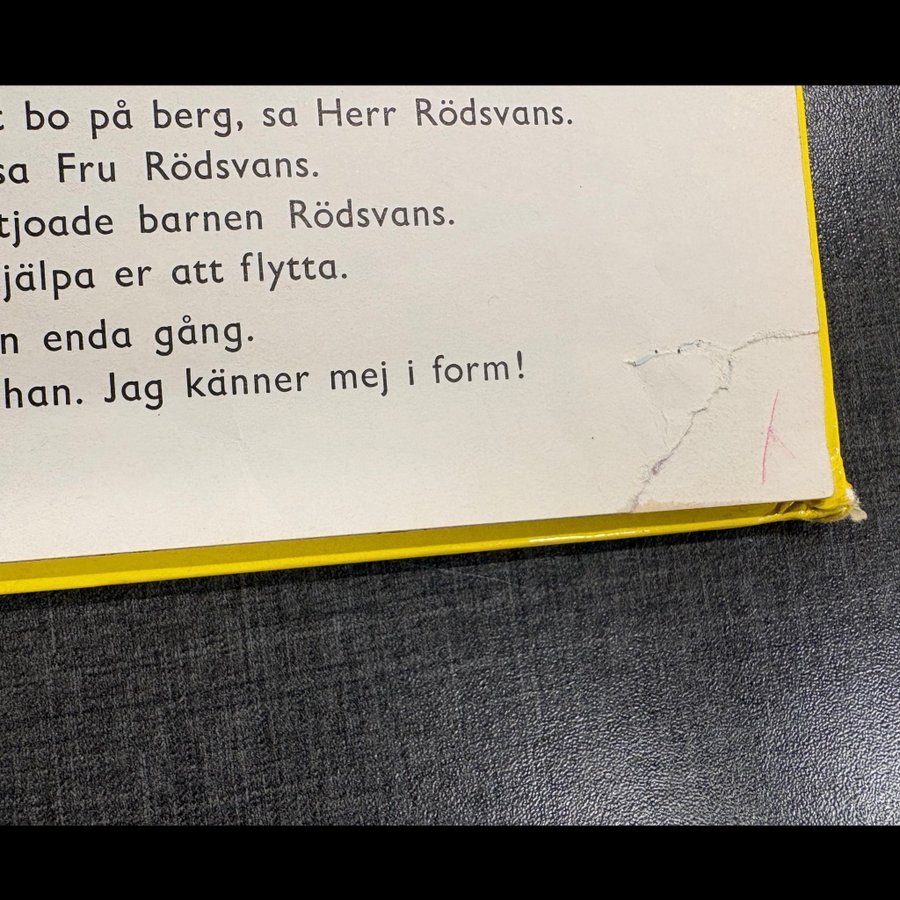 bo på berg, sa Herr Rödsvans.
sa Fru Rödsvans.
tjoade barnen Rödsvans.
jälpa er att flytta.
n enda gång.
han. Jag känner mej i form!